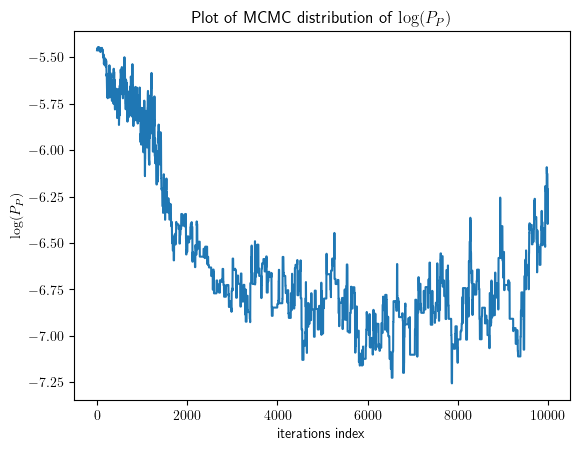 Plot of MCMC distribution of log(P_P)
log(P_P)
−5.50
−5.75
−6.00
−6.25
−6.50
−6.75
−7.00
−7.25
0 2000 4000 6000 8000 10000
iterations index